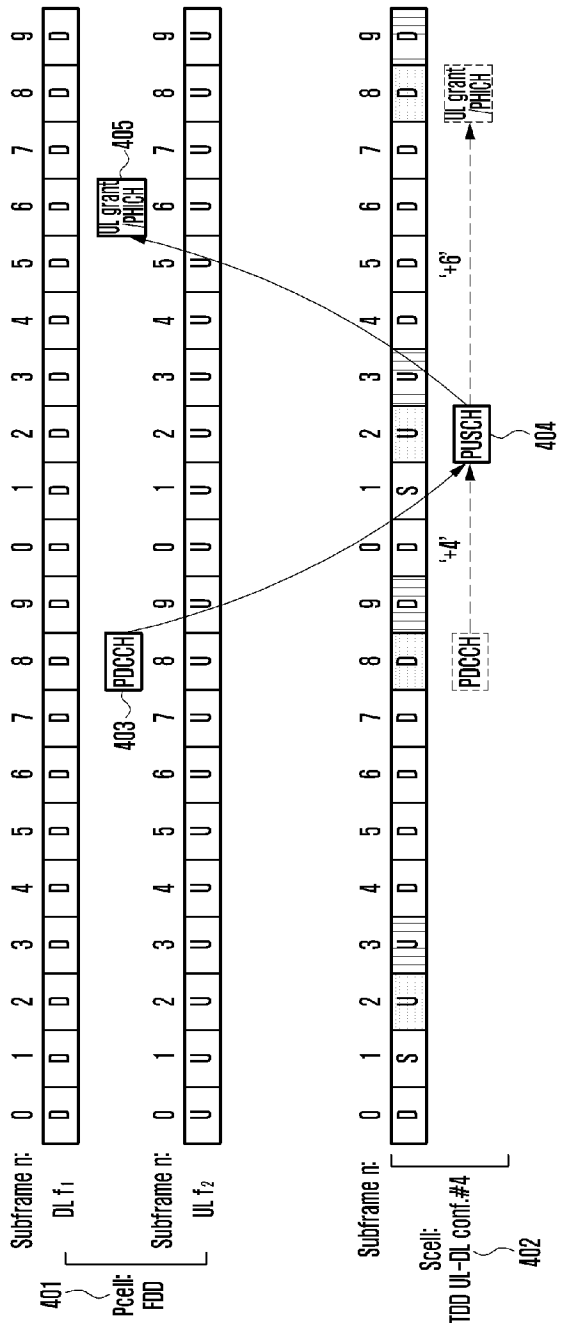 401
Pcell:
FDD
Subframe n: 0 1 2 3 4 5 6 7 8 9 0 1 2 3 4 5 6 7 8 9
DL f1 D D D D D D D D D D D D D D D D D D D D
403 PDCCH
UL grant
/PHICH 405
Subframe n: 0 1 2 3 4 5 6 7 8 9 0 1 2 3 4 5 6 7 8 9
UL f2 U U U U U U U U U U U U U U U U U U U U
Scell:
TDD UL-DL conf.#4
402
Subframe n: 0 1 2 3 4 5 6 7 8 9 0 1 2 3 4 5 6 7 8 9
D S U U D D D D D D D S U U D D D D D D
'+4' '+6'
PDCCH PUSCH UL grant
/PHICH
404